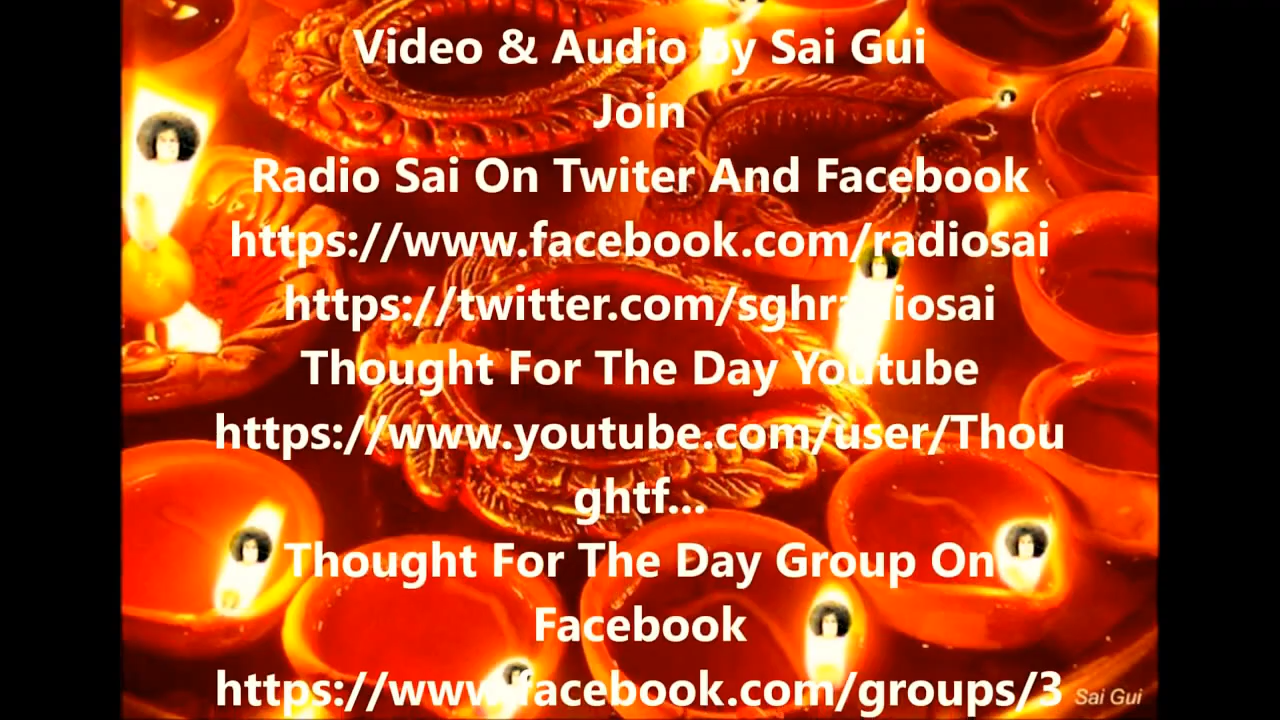 Video & Audio by Sai Gui
Join
Radio Sai On Twiter And Facebook
https://www.facebook.com/radiosai
https://twitter.com/sghradiosai
Thought For The Day Youtube
https://www.youtube.com/user/Thou
ghtf...
Thought For The Day Group On
Facebook
https://www.facebook.com/groups/3
Sai Gui